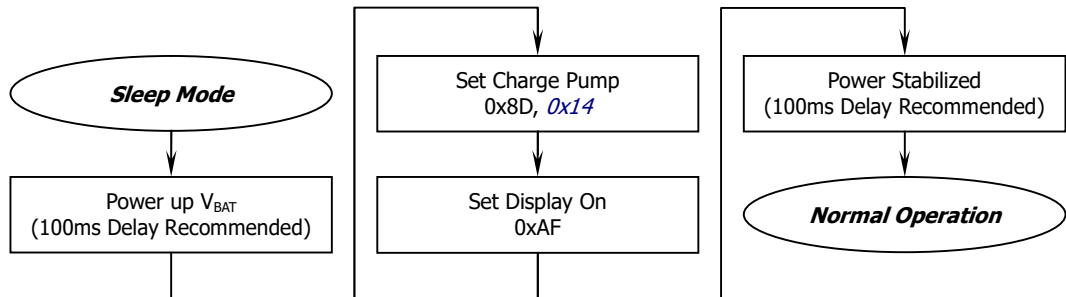 Sleep Mode
Power up VBAT
(100ms Delay Recommended)
Set Charge Pump
0x8D, 0x14
Set Display On
0xAF
Power Stabilized
(100ms Delay Recommended)
Normal Operation